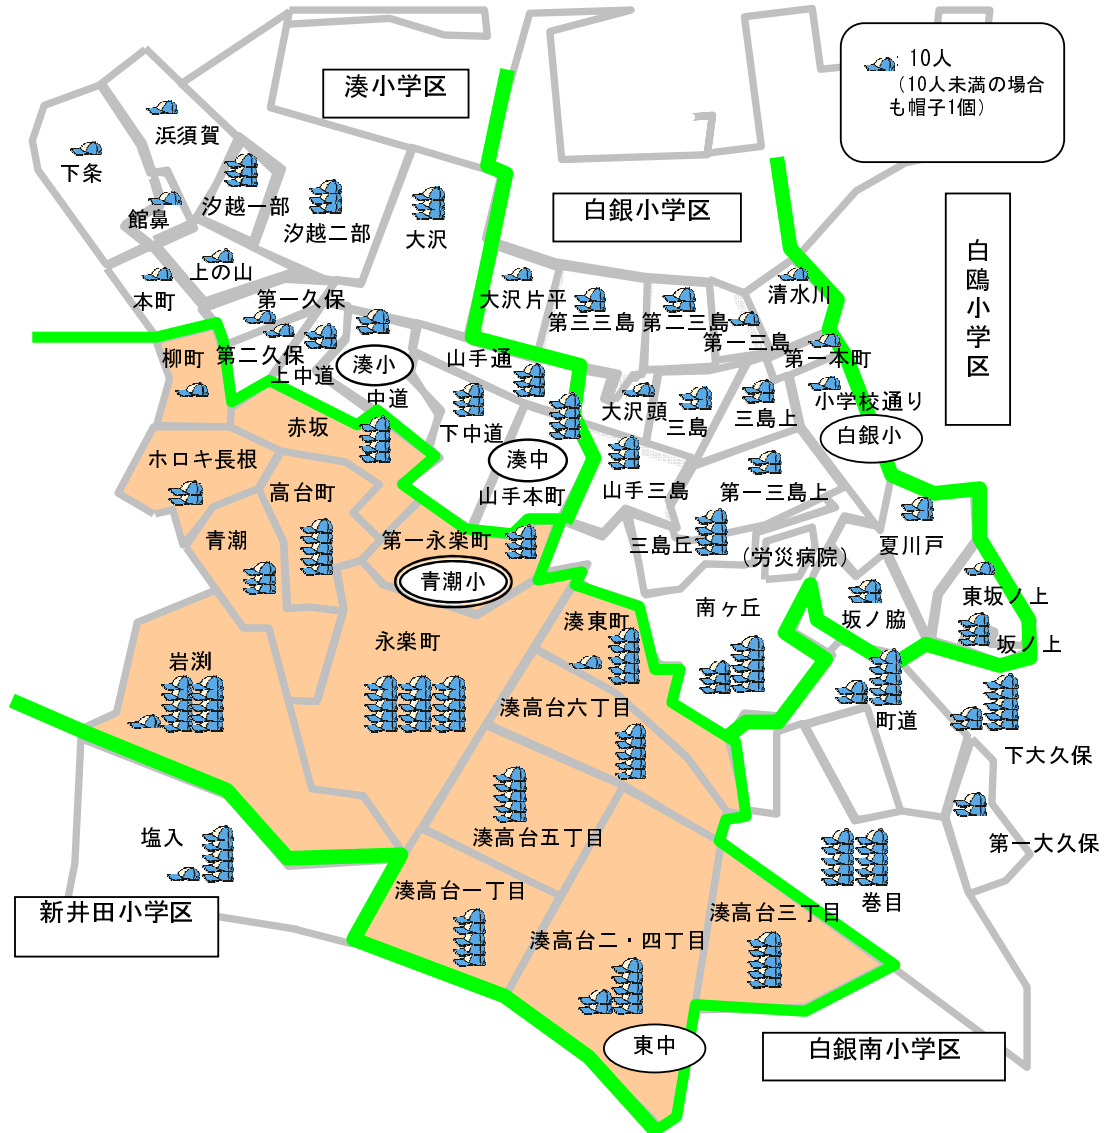 湊小学区
：10人
（10人未満の場合
も帽子1個）
浜須賀
下条
白銀小学区
館鼻
汐越一部
汐越二部
大沢
白鴎小学区
本町
上の山
第一久保
大沢片平
第三三島
第二三島
清水川
第一三島
柳町
第二久保
上中道
湊小
中道
山手通
第一本町
小学校通り
赤坂
下中道
大沢頭
三島
三島上
白銀小
ホロキ長根
湊中
高台町
山手本町
山手三島
第一三島上
青潮
第一永楽町
三島丘
（労災病院）
夏川戸
青潮小
南ヶ丘
坂ノ脇
東坂ノ上
湊東町
坂ノ上
永楽町
岩渕
湊高台六丁目
町道
下大久保
塩入
湊高台五丁目
第一大久保
湊高台一丁目
巻目
新井田小学区
湊高台三丁目
湊高台二・四丁目
東中
白銀南小学区